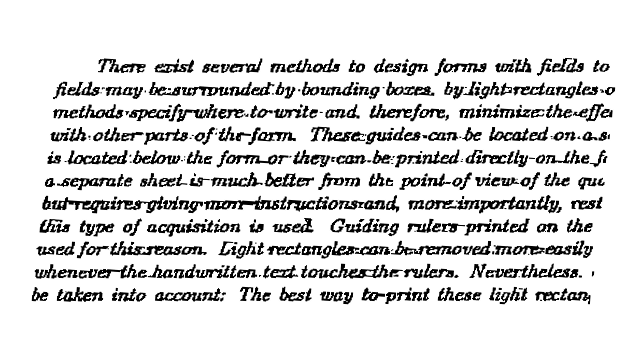 There exist several methods to design forms with fields to
fields may be surrounded by bounding boxes, by light rectangles o
methods specify where to write and, therefore, minimize the effe
with other parts of the form. These guides can be located on a s
is located below the form or they can be printed directly on the f
a separate sheet is much better from the point of view of the qua
but requires giving more instructions and, more importantly, rest
this type of acquisition is used. Guiding rulers printed on the
used for this reason. Light rectangles can be removed more easily
whenever the handwritten text touches the rulers. Nevertheless,
be taken into account: The best way to print these light rectan